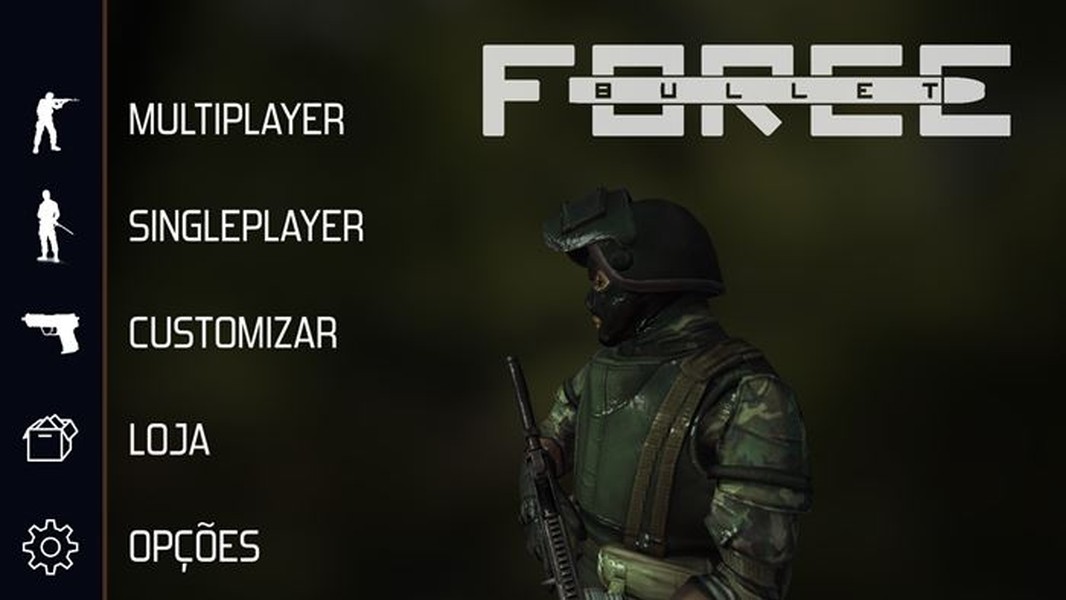 FORCE
BULLET
MULTIPLAYER
SINGLEPLAYER
CUSTOMIZAR
LOJA
OPÇÕES